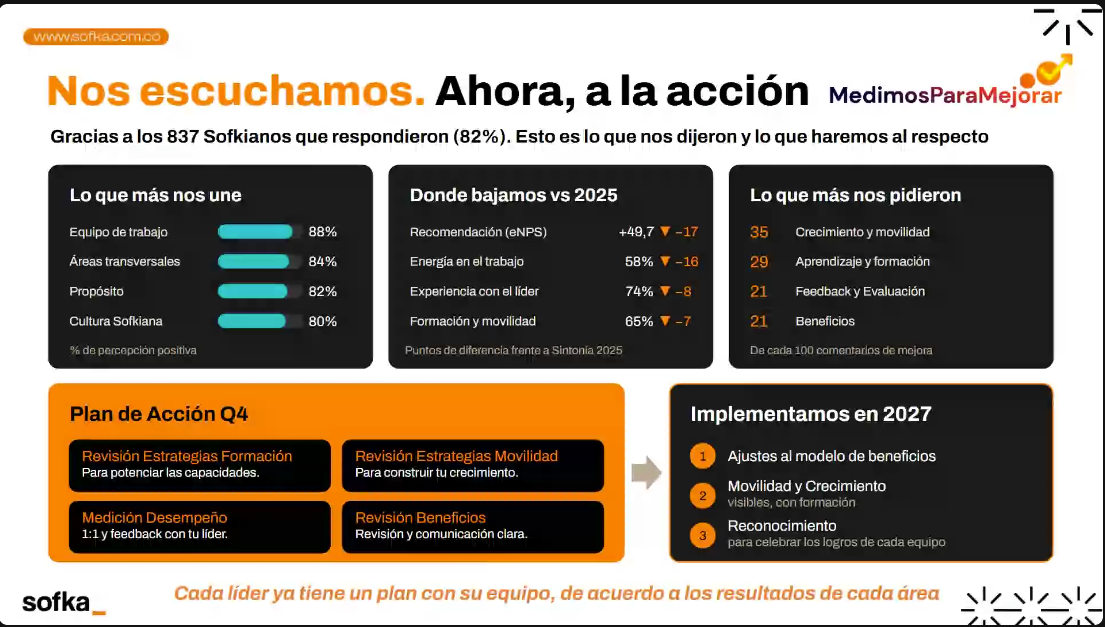 www.sofka.com.co
Nos escuchamos. Ahora, a la acción
MedimosParaMejorar
Gracias a los 837 Sofkianos que respondieron (82%). Esto es lo que nos dijeron y lo que haremos al respecto
Lo que más nos une
Equipo de trabajo 88%
Áreas transversales 84%
Propósito 82%
Cultura Sofkiana 80%
% de percepción positiva
Donde bajamos vs 2025
Recomendación (eNPS) +49,7 ▼ −17
Energía en el trabajo 58% ▼ −16
Experiencia con el líder 74% ▼ −8
Formación y movilidad 65% ▼ −7
Puntos de diferencia frente a Sintonía 2025
Lo que más nos pidieron
35 Crecimiento y movilidad
29 Aprendizaje y formación
21 Feedback y Evaluación
21 Beneficios
De cada 100 comentarios de mejora
Plan de Acción Q4
Revisión Estrategias Formación
Para potenciar las capacidades.
Revisión Estrategias Movilidad
Para construir tu crecimiento.
Medición Desempeño
1:1 y feedback con tu líder.
Revisión Beneficios
Revisión y comunicación clara.
Implementamos en 2027
1 Ajustes al modelo de beneficios
2 Movilidad y Crecimiento
visibles, con formación
3 Reconocimiento
para celebrar los logros de cada equipo
sofka_
Cada líder ya tiene un plan con su equipo, de acuerdo a los resultados de cada área